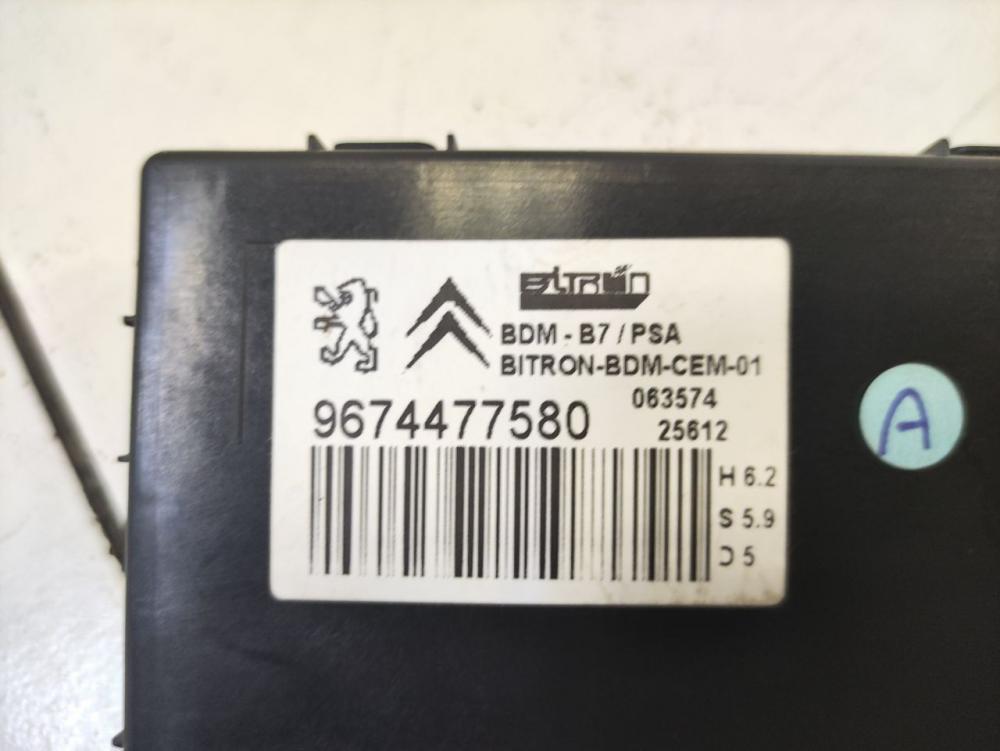 BITRON
BDM - B7 / PSA
BITRON-BDM-CEM-01
063574
9674477580
25612
H 6.2
S 5.9
D 5
A